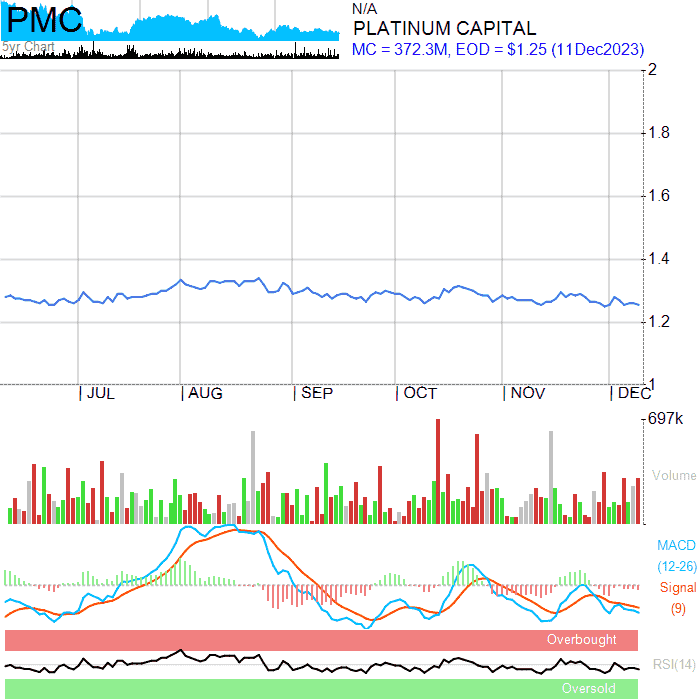 PMC
5yr Chart
N/A
PLATINUM CAPITAL
MC = 372.3M, EOD = $1.25 (11Dec2023)
2
1.8
1.6
1.4
1.2
1
JUL AUG SEP OCT NOV DEC
697k
Volume
MACD
(12-26)
Signal
(9)
Overbought
RSI(14)
Oversold